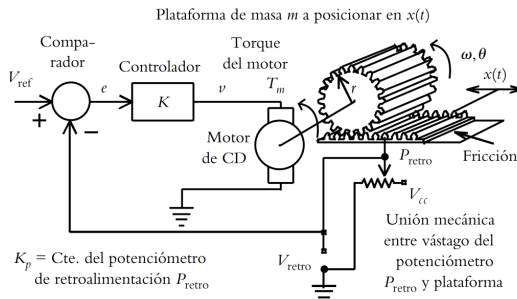 Plataforma de masa m a posicionar en x(t)
Compa-
rador
Controlador
Torque
del motor
T_m
ω, θ
x(t)
V_ref
e
K
v
r
+
−
Motor
de CD
P_retro
Fricción
V_cc
K_p = Cte. del potenciómetro
de retroalimentación P_retro
V_retro
Unión mecánica
entre vástago del
potenciómetro
P_retro y plataforma